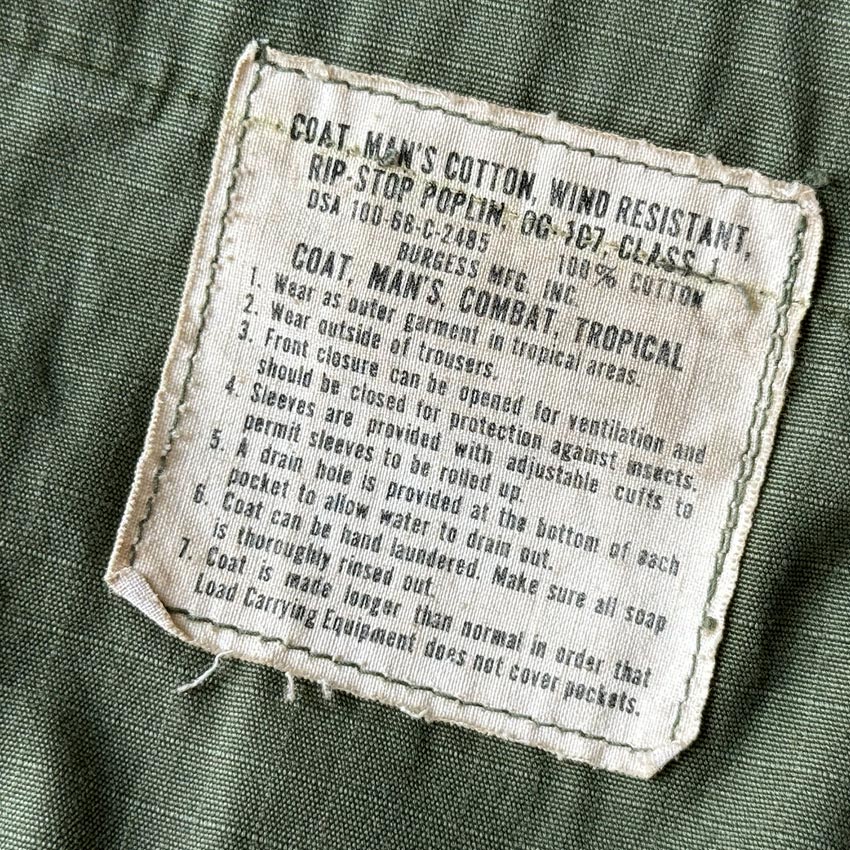 COAT, MAN'S COTTON, WIND RESISTANT,
RIP-STOP POPLIN, OG-107, CLASS 1
DSA 100-68-C-2485 100% COTTON
BURGESS MFG. INC.
COAT, MAN'S, COMBAT, TROPICAL
1. Wear as outer garment in tropical areas.
2. Wear outside of trousers.
3. Front closure can be opened for ventilation and
should be closed for protection against insects.
4. Sleeves are provided with adjustable cuffs to
permit sleeves to be rolled up.
5. A drain hole is provided at the bottom of each
pocket to allow water to drain out.
6. Coat can be hand laundered. Make sure all soap
is thoroughly rinsed out.
7. Coat is made longer than normal in order that
Load Carrying Equipment does not cover pockets.